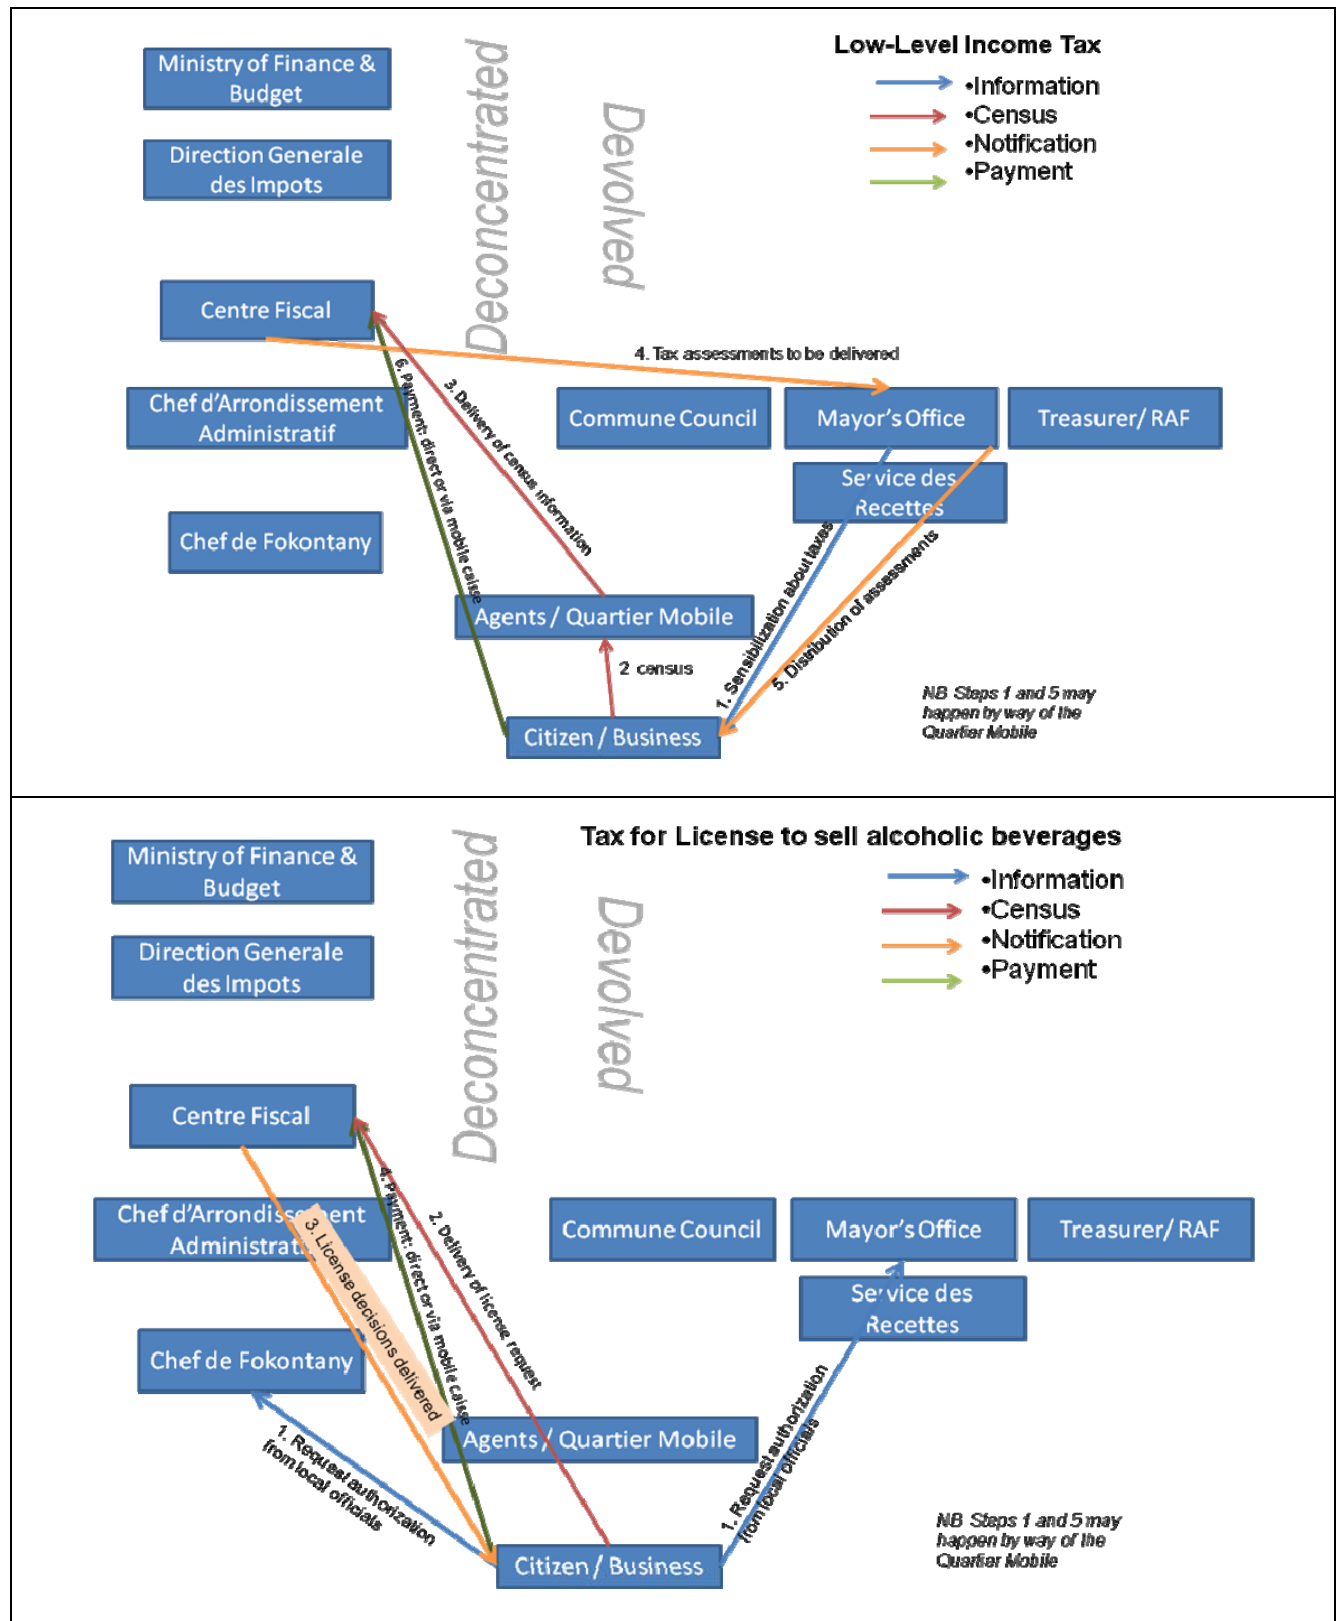 Low-Level Income Tax
•Information
•Census
•Notification
•Payment
Deconcentrated
Devolved
Ministry of Finance &
Budget
Direction Generale
des Impots
Centre Fiscal
4. Tax assessments to be delivered
Chef d'Arrondissement
Administratif
Commune Council
Mayor's Office
Treasurer/ RAF
Service des
Recettes
Chef de Fokontany
6. Payment: direct or via mobile caisse
3. Delivery of census information
1. Sensibilization about taxes
5. Distribution of assessments
Agents / Quartier Mobile
2 census
Citizen / Business
NB Steps 1 and 5 may
happen by way of the
Quartier Mobile
Tax for License to sell alcoholic beverages
•Information
•Census
•Notification
•Payment
Deconcentrated
Devolved
Ministry of Finance &
Budget
Direction Generale
des Impots
Centre Fiscal
Chef d'Arrondissement
Administratif
Commune Council
Mayor's Office
Treasurer/ RAF
Service des
Recettes
Chef de Fokontany
3. License decisions delivered
4. Payment: direct or via mobile caisse
2. Delivery of license request
1. Request authorization
from local officials
1. Request authorization
from local officials
Agents / Quartier Mobile
Citizen / Business
NB Steps 1 and 5 may
happen by way of the
Quartier Mobile